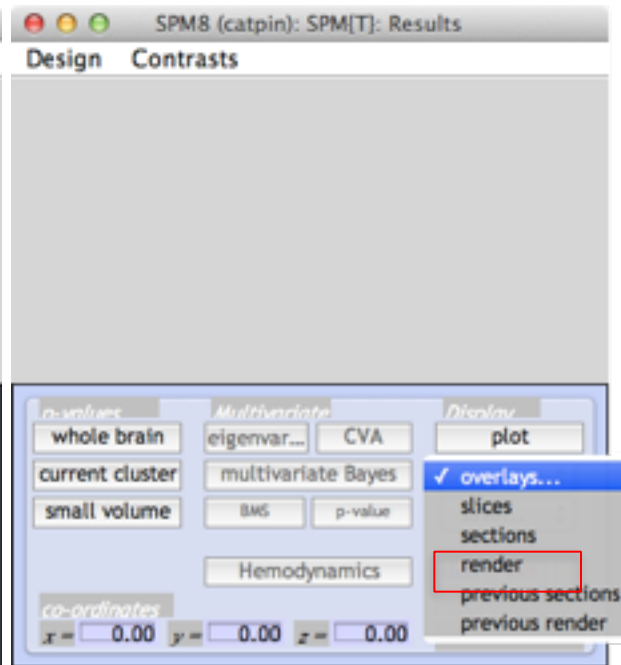 SPM8 (catpin): SPM{T}: Results
Design Contrasts
p-values Multivariate Display
whole brain eigenvar... CVA plot
current cluster multivariate Bayes ✓ overlays...
small volume BMS p-value slices
sections
Hemodynamics render
previous sections
co-ordinates previous render
x = 0.00 y = 0.00 z = 0.00